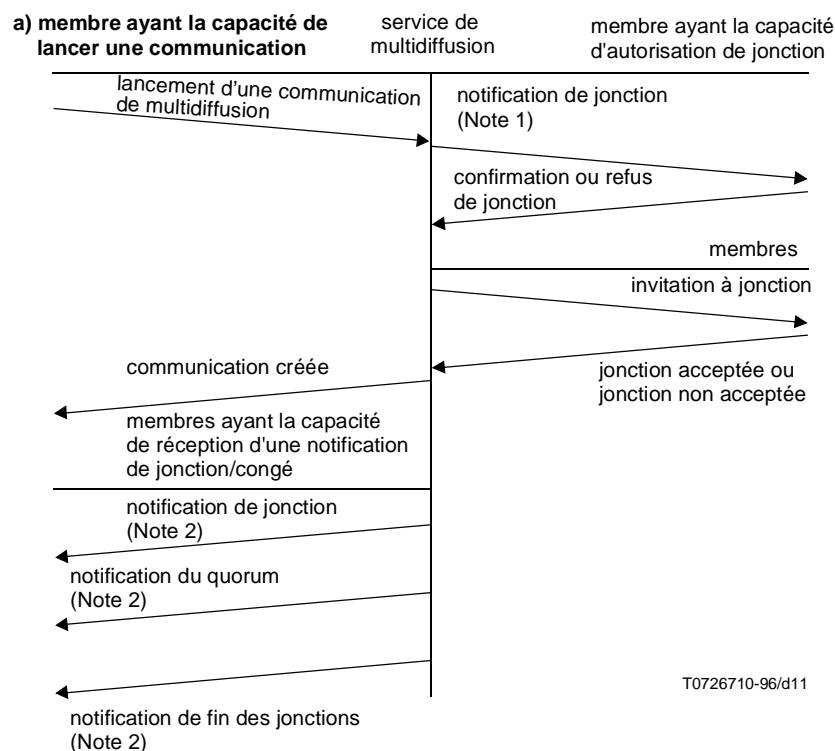 a) membre ayant la capacité de
lancer une communication
service de
multidiffusion
membre ayant la capacité
d'autorisation de jonction
lancement d'une communication
de multidiffusion
notification de jonction
(Note 1)
confirmation ou refus
de jonction
membres
invitation à jonction
communication créée
jonction acceptée ou
jonction non acceptée
membres ayant la capacité
de réception d'une notification
de jonction/congé
notification de jonction
(Note 2)
notification du quorum
(Note 2)
T0726710-96/d11
notification de fin des jonctions
(Note 2)